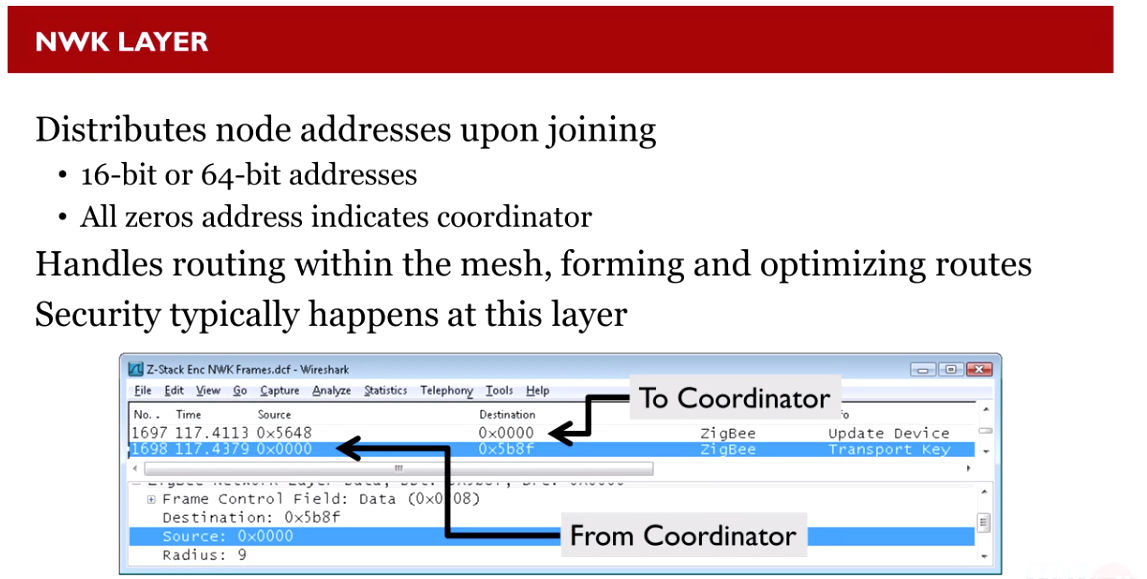 NWK LAYER
Distributes node addresses upon joining
• 16-bit or 64-bit addresses
• All zeros address indicates coordinator
Handles routing within the mesh, forming and optimizing routes
Security typically happens at this layer
Z-Stack Enc NWK Frames.dcf - Wireshark
File Edit View Go Capture Analyze Statistics Telephony Tools Help
To Coordinator
No. . Time Source Destination fo
1697 117.4113 0x5648 0x0000 ZigBee Update Device
1698 117.4379 0x0000 0x5b8f ZigBee Transport Key
Frame Control Field: Data (0x0 08)
Destination: 0x5b8f
Source: 0x0000
From Coordinator
Radius: 9